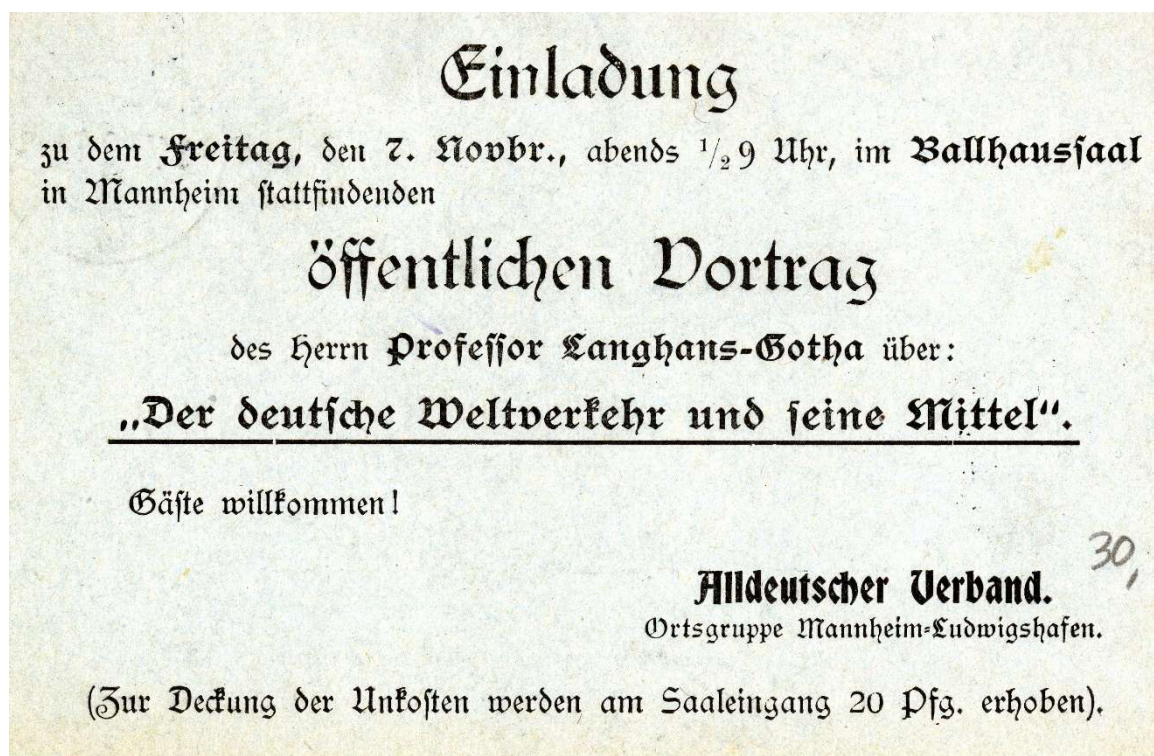 Einladung
zu dem Freitag, den 7. Novbr., abends 1/2 9 Uhr, im Ballhaussaal
in Mannheim stattfindenden
öffentlichen Vortrag
des Herrn Professor Langhans-Gotha über:
„Der deutsche Weltverkehr und seine Mittel“.
Gäste willkommen!
30,
Alldeutscher Verband.
Ortsgruppe Mannheim-Ludwigshafen.
(Zur Deckung der Unkosten werden am Saaleingang 20 Pfg. erhoben).